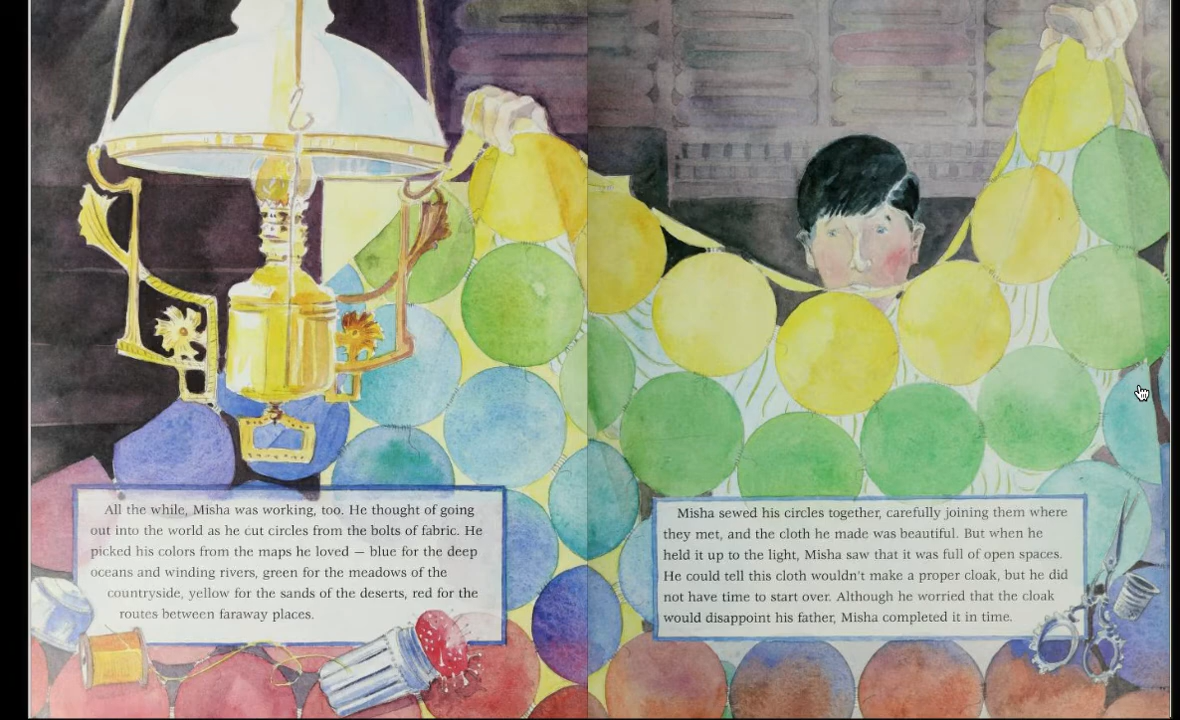 All the while, Misha was working, too. He thought of going
out into the world as he cut circles from the bolts of fabric. He
picked his colors from the maps he loved — blue for the deep
oceans and winding rivers, green for the meadows of the
countryside, yellow for the sands of the deserts, red for the
routes between faraway places.
Misha sewed his circles together, carefully joining them where
they met, and the cloth he made was beautiful. But when he
held it up to the light, Misha saw that it was full of open spaces.
He could tell this cloth wouldn't make a proper cloak, but he did
not have time to start over. Although he worried that the cloak
would disappoint his father, Misha completed it in time.